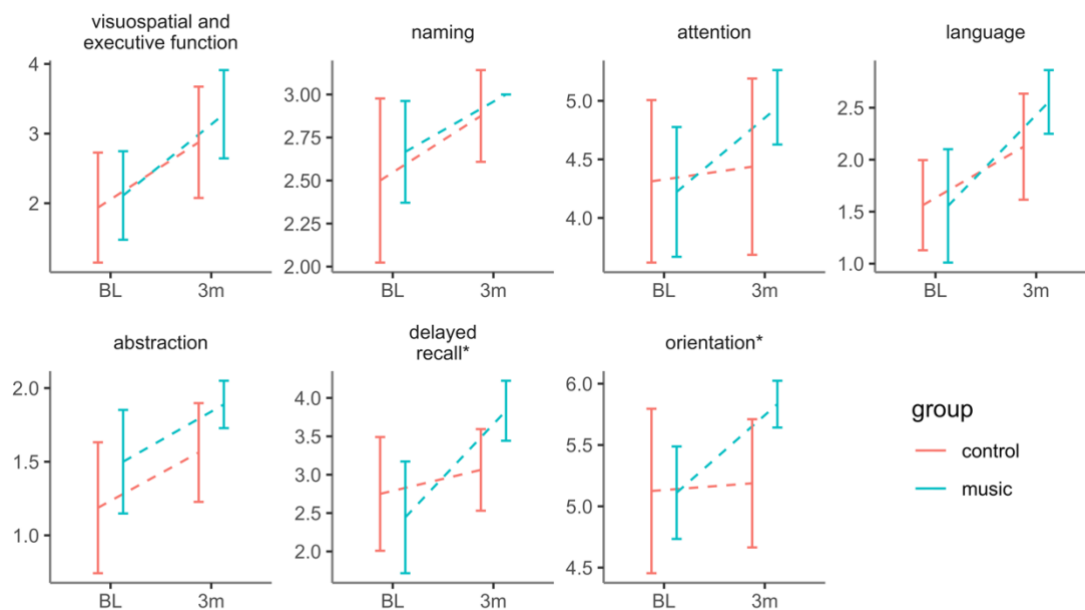 visuospatial and
executive function
naming
attention
language
4
3
2
BL
3m
3.00
2.75
2.50
2.25
2.00
BL
3m
5.0
4.5
4.0
BL
3m
2.5
2.0
1.5
1.0
BL
3m
abstraction
delayed
recall*
orientation*
2.0
1.5
1.0
BL
3m
4.0
3.5
3.0
2.5
2.0
BL
3m
6.0
5.5
5.0
4.5
BL
3m
group
control
music